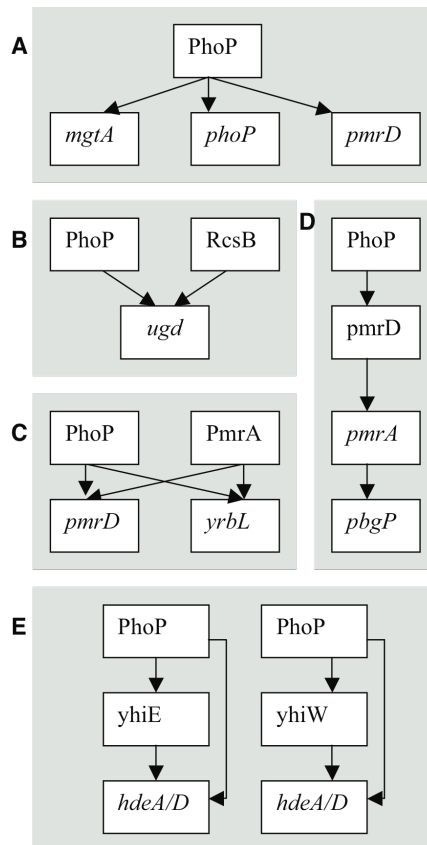 A
PhoP
mgtA phoP pmrD
B
PhoP RcsB
ugd
C
PhoP PmrA
pmrD yrbL
D
PhoP
pmrD
pmrA
pbgP
E
PhoP PhoP
yhiE yhiW
hdeA/D hdeA/D